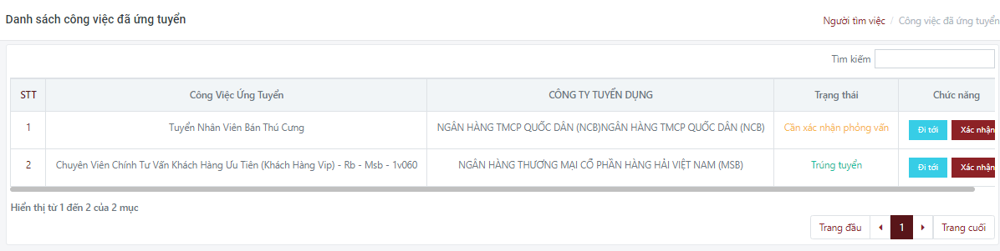 Danh sách công việc đã ứng tuyển
Người tìm việc / Công việc đã ứng tuyển
Tìm kiếm
STT Công Việc Ứng Tuyển CÔNG TY TUYỂN DỤNG Trạng thái Chức năng
1 Tuyển Nhân Viên Bán Thú Cưng NGÂN HÀNG TMCP QUỐC DÂN (NCB)NGÂN HÀNG TMCP QUỐC DÂN (NCB) Cần xác nhận phỏng vấn Đi tới Xác nhận
2 Chuyên Viên Chính Tư Vấn Khách Hàng Ưu Tiên (Khách Hàng Vip) - Rb - Msb - 1v060 NGÂN HÀNG THƯƠNG MẠI CỔ PHẦN HÀNG HẢI VIỆT NAM (MSB) Trúng tuyển Đi tới Xác nhận
Hiển thị từ 1 đến 2 của 2 mục
Trang đầu 1 Trang cuối